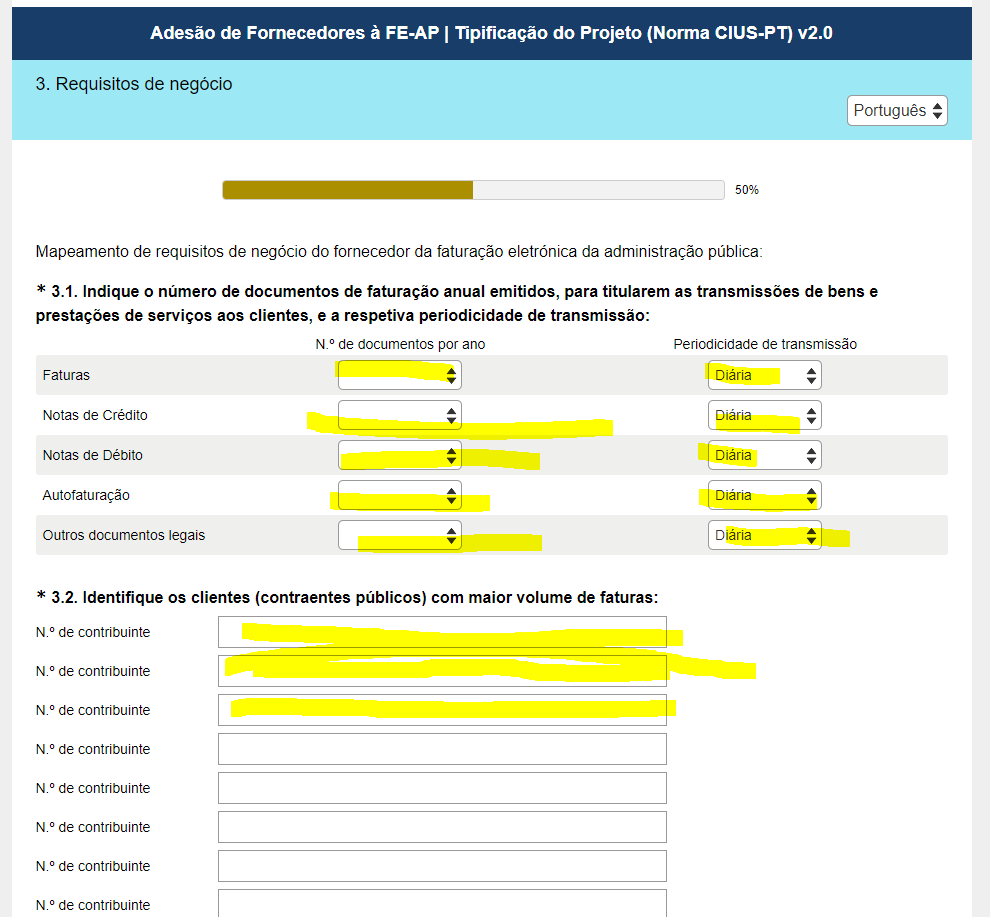 Adesão de Fornecedores à FE-AP | Tipificação do Projeto (Norma CIUS-PT) v2.0
3. Requisitos de negócio
Português
50%
Mapeamento de requisitos de negócio do fornecedor da faturação eletrónica da administração pública:
* 3.1. Indique o número de documentos de faturação anual emitidos, para titularem as transmissões de bens e
prestações de serviços aos clientes, e a respetiva periodicidade de transmissão:
N.º de documentos por ano Periodicidade de transmissão
Faturas Diária
Notas de Crédito Diária
Notas de Débito Diária
Autofaturação Diária
Outros documentos legais Diária
* 3.2. Identifique os clientes (contraentes públicos) com maior volume de faturas:
N.º de contribuinte
N.º de contribuinte
N.º de contribuinte
N.º de contribuinte
N.º de contribuinte
N.º de contribuinte
N.º de contribuinte
N.º de contribuinte